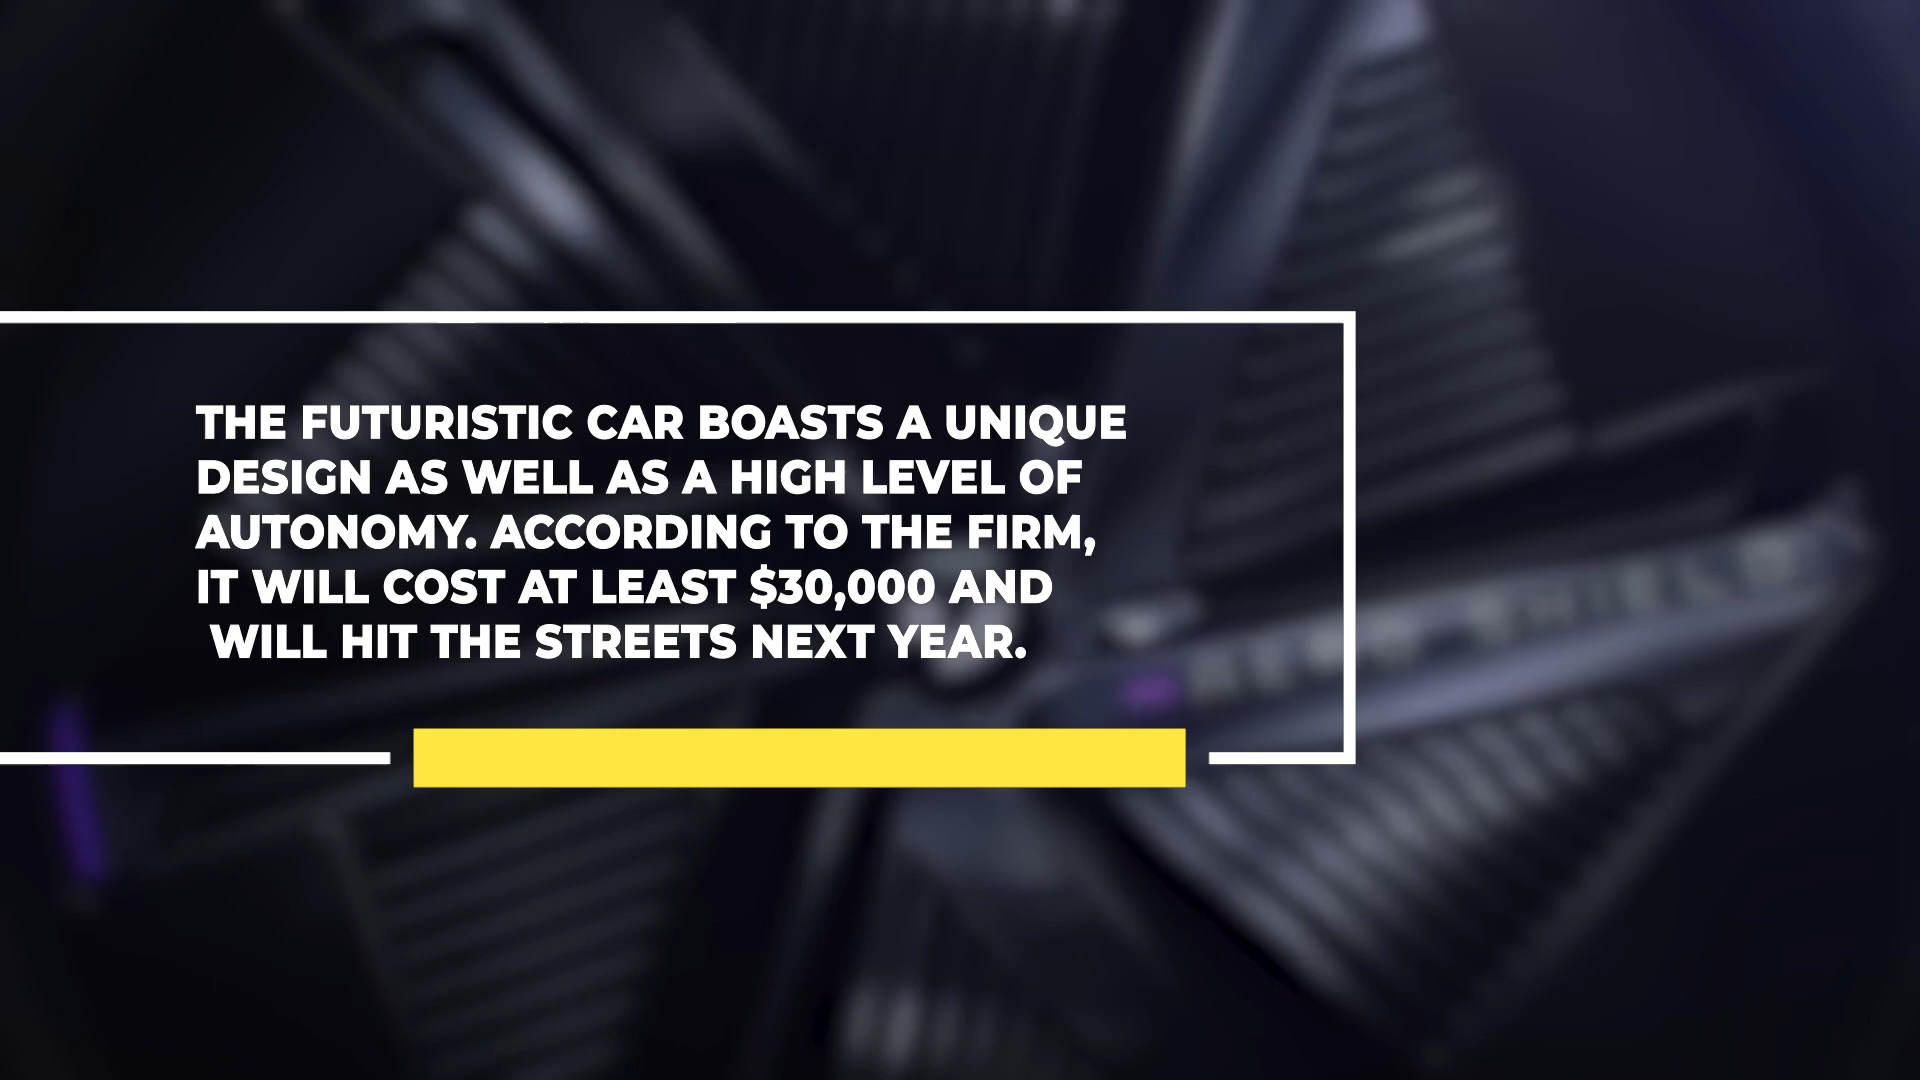 THE FUTURISTIC CAR BOASTS A UNIQUE
DESIGN AS WELL AS A HIGH LEVEL OF
AUTONOMY. ACCORDING TO THE FIRM,
IT WILL COST AT LEAST $30,000 AND
WILL HIT THE STREETS NEXT YEAR.